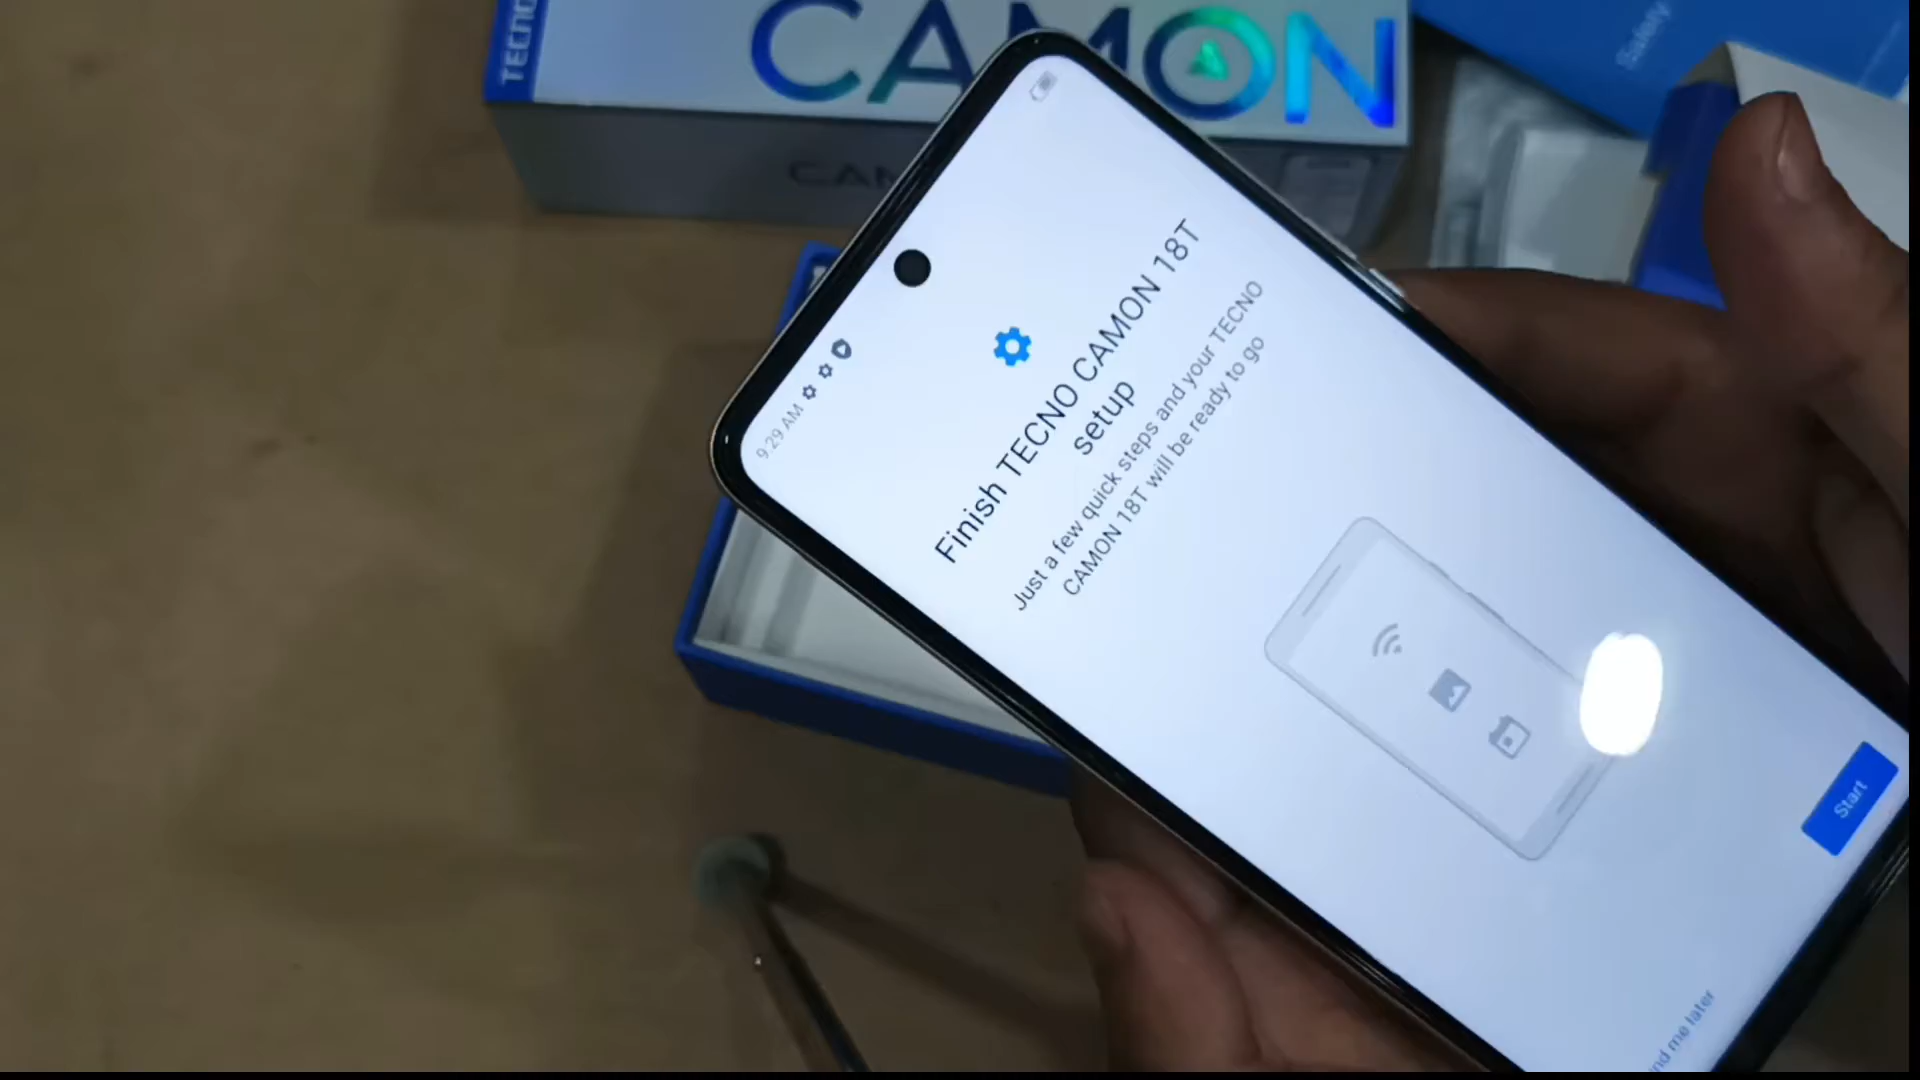 TECNO
CAMON
Safety
9:29 AM
Finish TECNO CAMON 18T
setup
Just a few quick steps and your TECNO
CAMON 18T will be ready to go
Start
me later